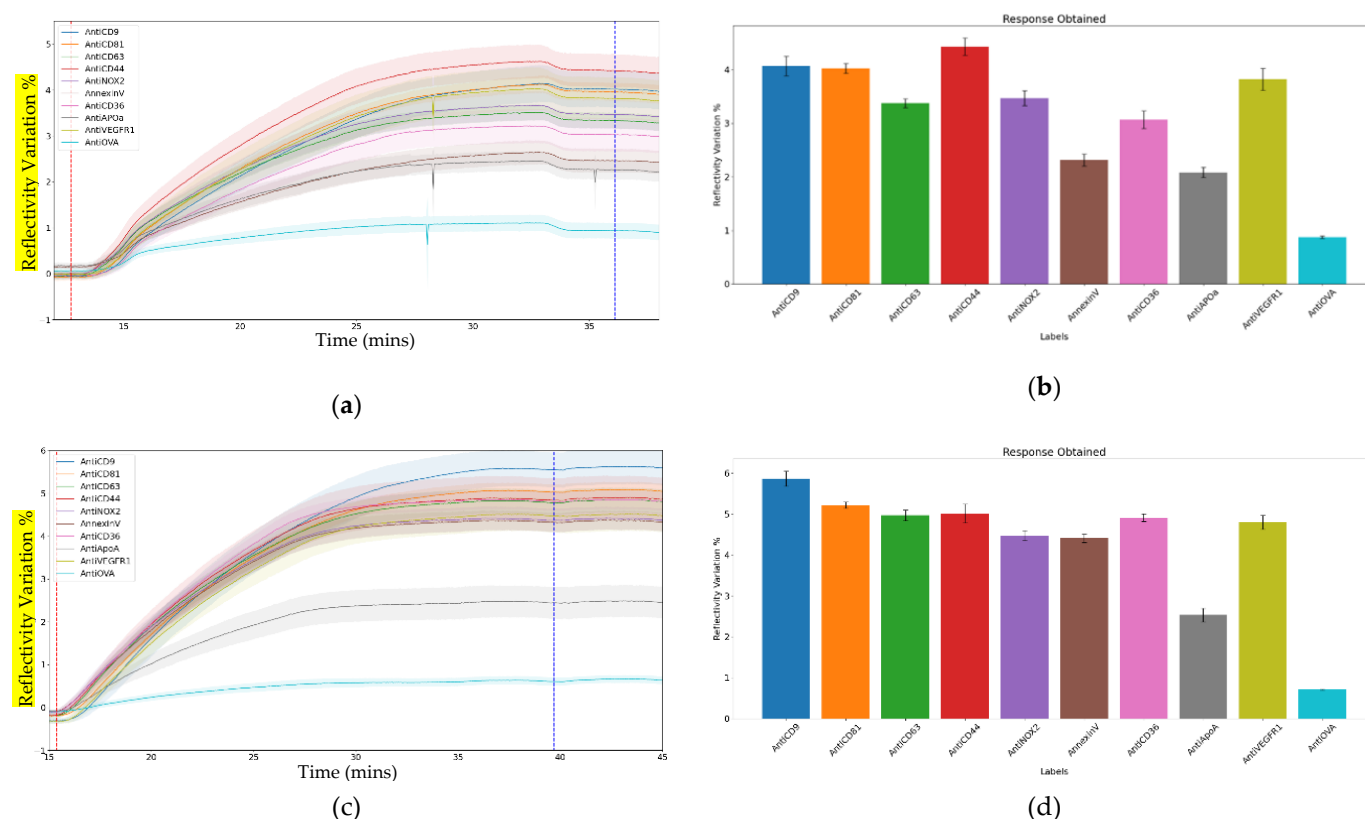 AntiCD9
AntiCD81
AntiCD63
AntiCD44
AntiNOX2
AnnexinV
AntiCD36
AntiAPOa
AntiVEGFR1
AntiOVA
Reflectivity Variation %
5
4
3
2
1
0
−1
15
20
25
30
35
Time (mins)
(a)
Response Obtained
Reflectivity Variation %
4
3
2
1
0
AntiCD9
AntiCD81
AntiCD63
AntiCD44
AntiNOX2
AnnexinV
AntiCD36
AntiAPOa
AntiVEGFR1
AntiOVA
Labels
(b)
AntiCD9
AntiCD81
AntiCD63
AntiCD44
AntiNOX2
AnnexinV
AntiCD36
AntiApoA
AntiVEGFR1
AntiOVA
Reflectivity Variation %
6
5
4
3
2
1
0
−1
15
20
25
30
35
40
45
Time (mins)
(c)
Response Obtained
Reflectivity Variation %
6
5
4
3
2
1
0
AntiCD9
AntiCD81
AntiCD63
AntiCD44
AntiNOX2
AnnexinV
AntiCD36
AntiApoA
AntiVEGFR1
AntiOVA
Labels
(d)